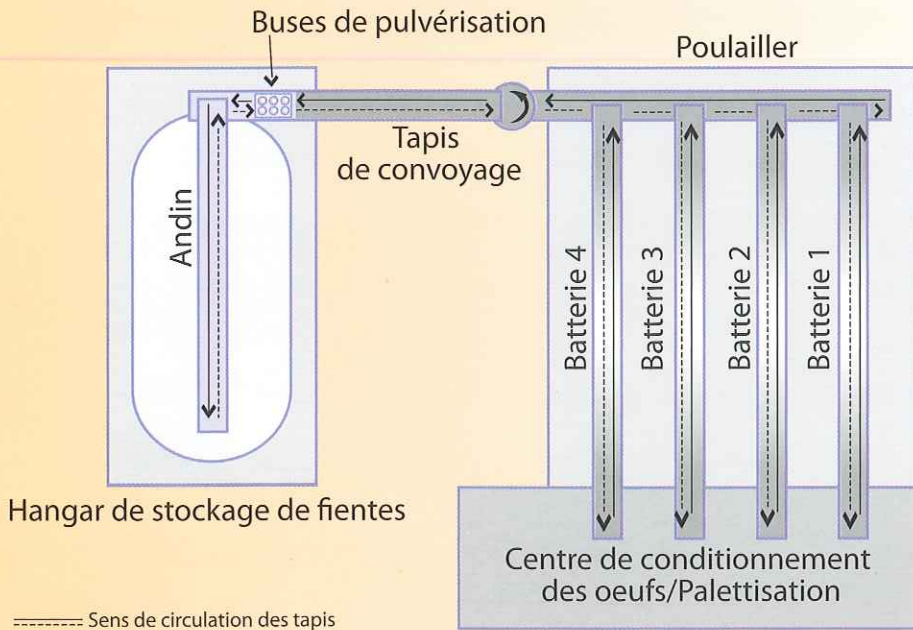 Buses de pulvérisation
Poulailler
Tapis
de convoyage
Andin
Batterie 4
Batterie 3
Batterie 2
Batterie 1
Hangar de stockage de fientes
Centre de conditionnement
des oeufs/Palettisation
Sens de circulation des tapis